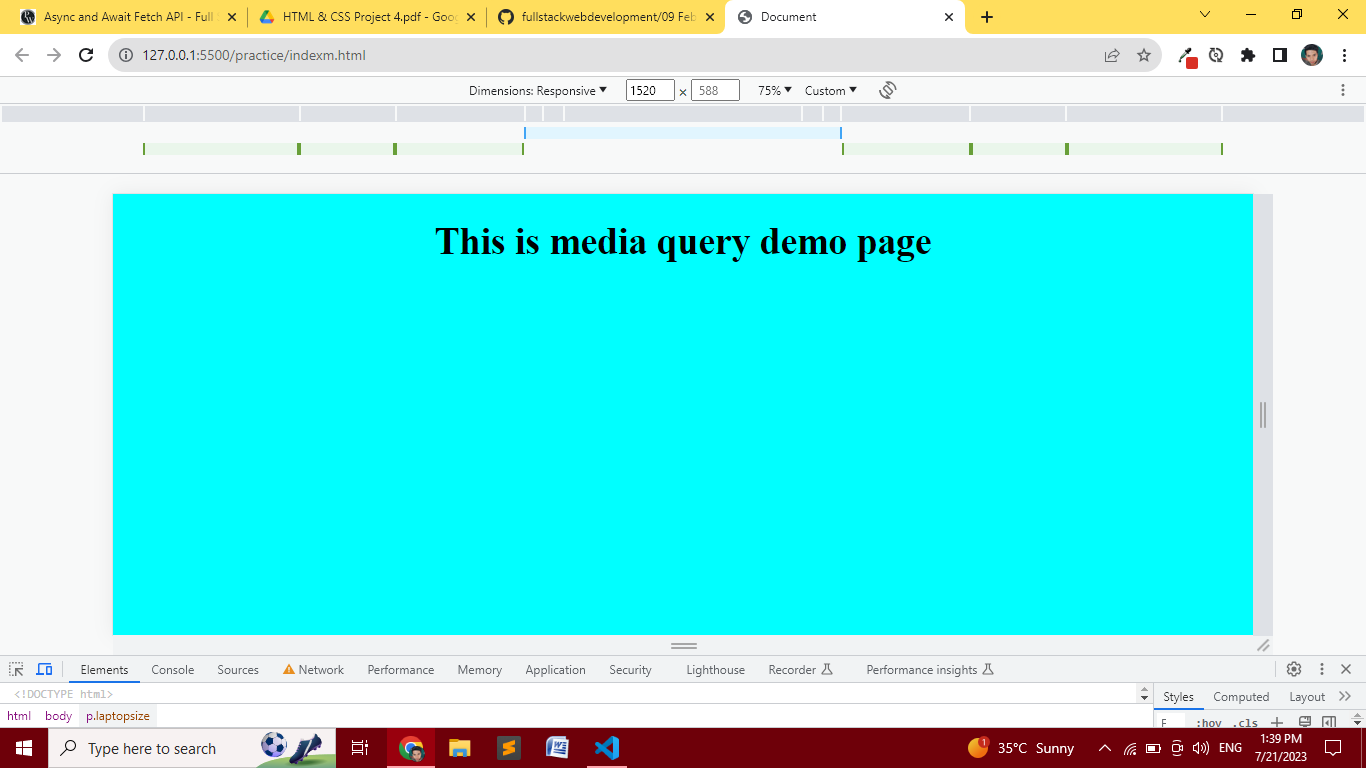 Async and Await Fetch API - Full
HTML & CSS Project 4.pdf - Goo
fullstackwebdevelopment/09 Feb
Document
127.0.0.1:5500/practice/indexm.html
Dimensions: Responsive 1520 × 588 75% Custom
This is media query demo page
Elements Console Sources Network Performance Memory Application Security Lighthouse Recorder Performance insights
<!DOCTYPE html>
Styles Computed Layout
html body p.laptopsize
F :hov .cls
Type here to search
35°C Sunny
ENG
1:39 PM
7/21/2023